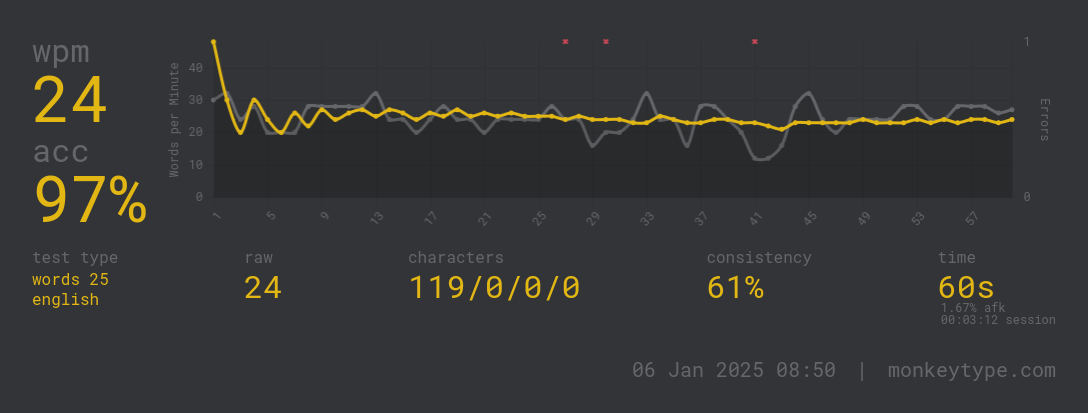 wpm
24
acc
97%
Words per Minute
40
30
20
10
0
1
0
Errors
1 5 9 13 17 21 25 29 33 37 41 45 49 53 57
test type
words 25
english
raw
24
characters
119/0/0/0
consistency
61%
time
60s
1.67% afk
00:03:12 session
06 Jan 2025 08:50 | monkeytype.com